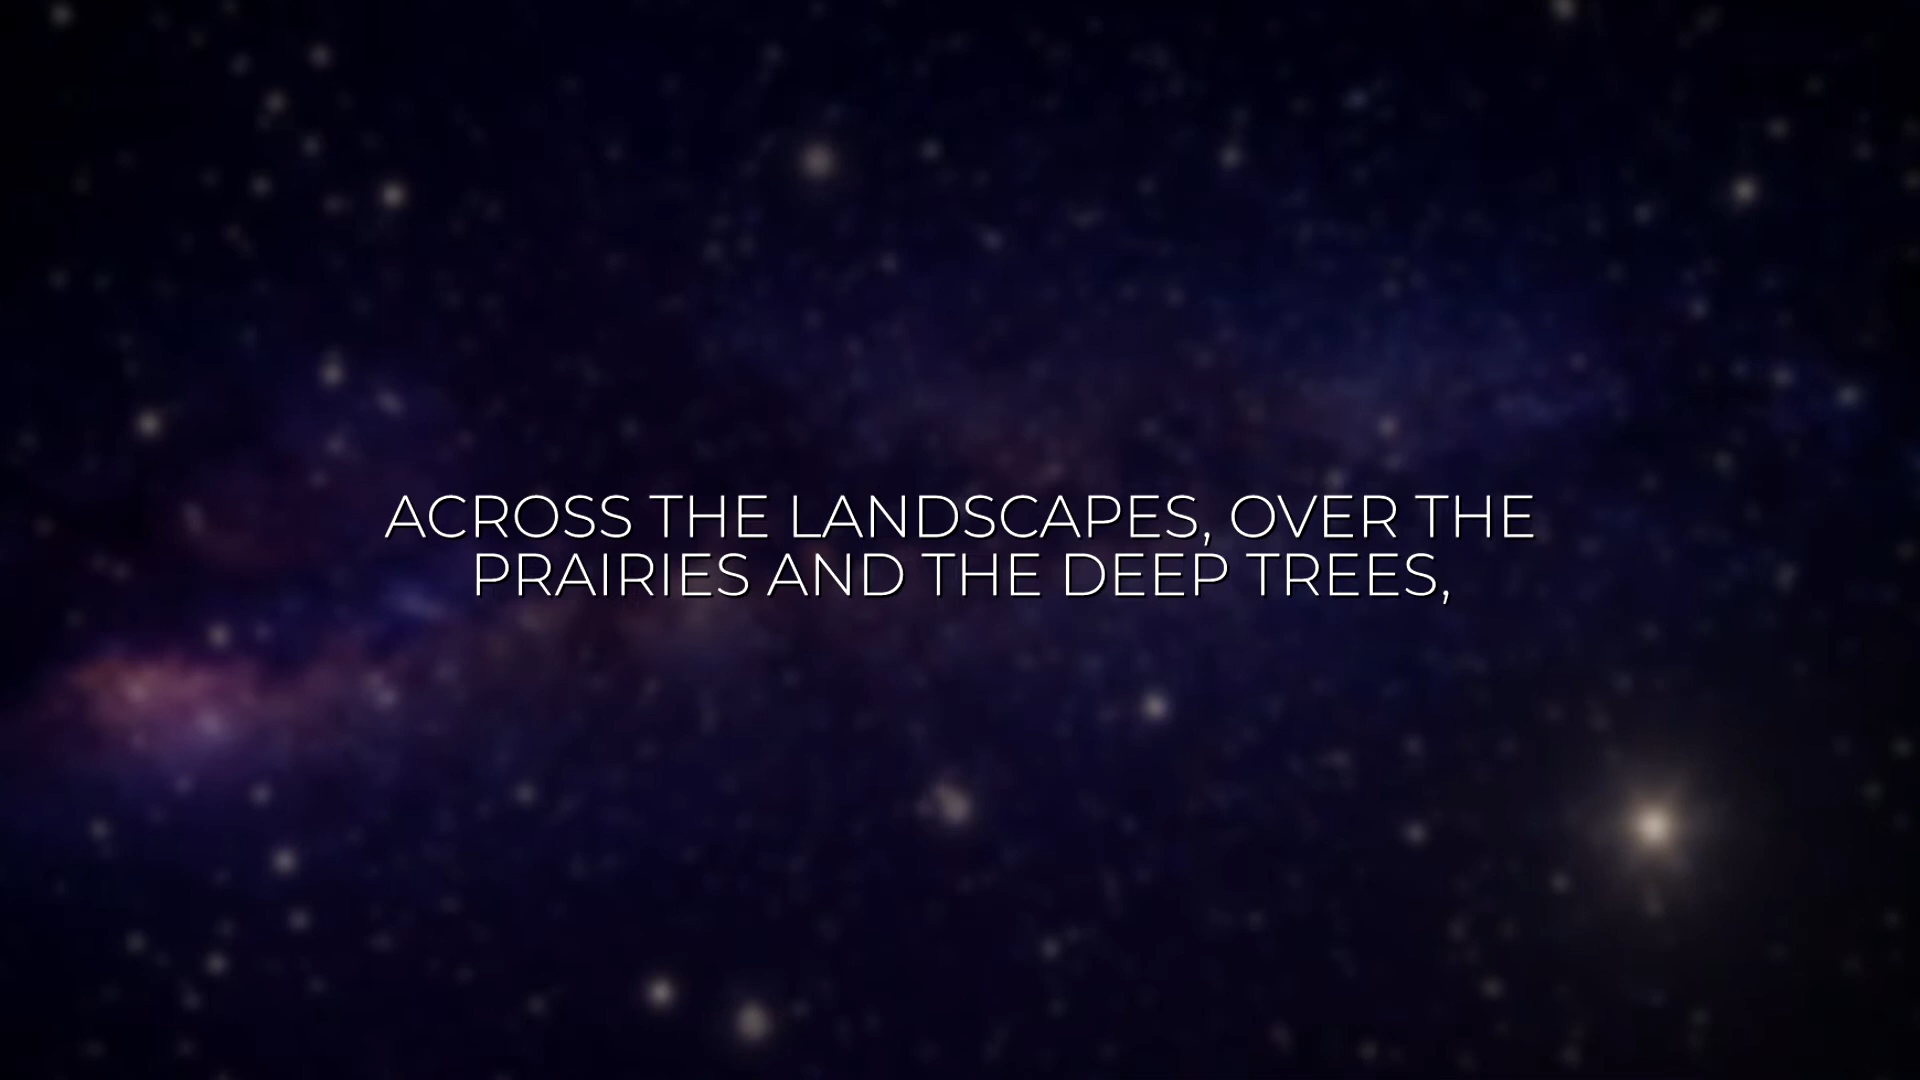 ACROSS THE LANDSCAPES, OVER THE
PRAIRIES AND THE DEEP TREES,